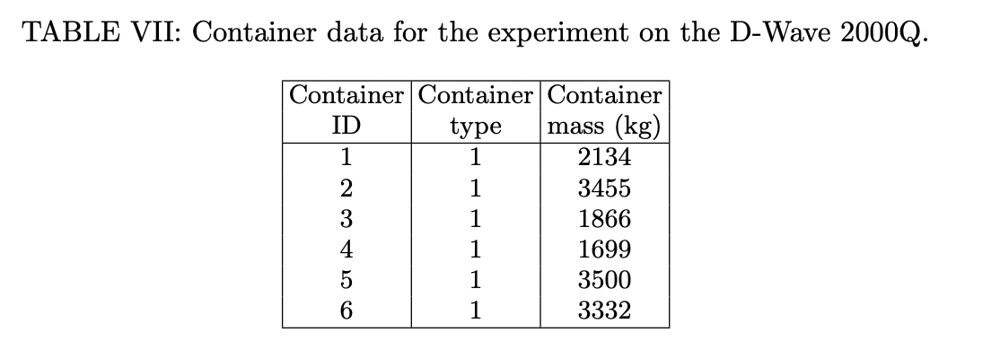 TABLE VII: Container data for the experiment on the D-Wave 2000Q.
Container Container Container
ID type mass (kg)
1 1 2134
2 1 3455
3 1 1866
4 1 1699
5 1 3500
6 1 3332